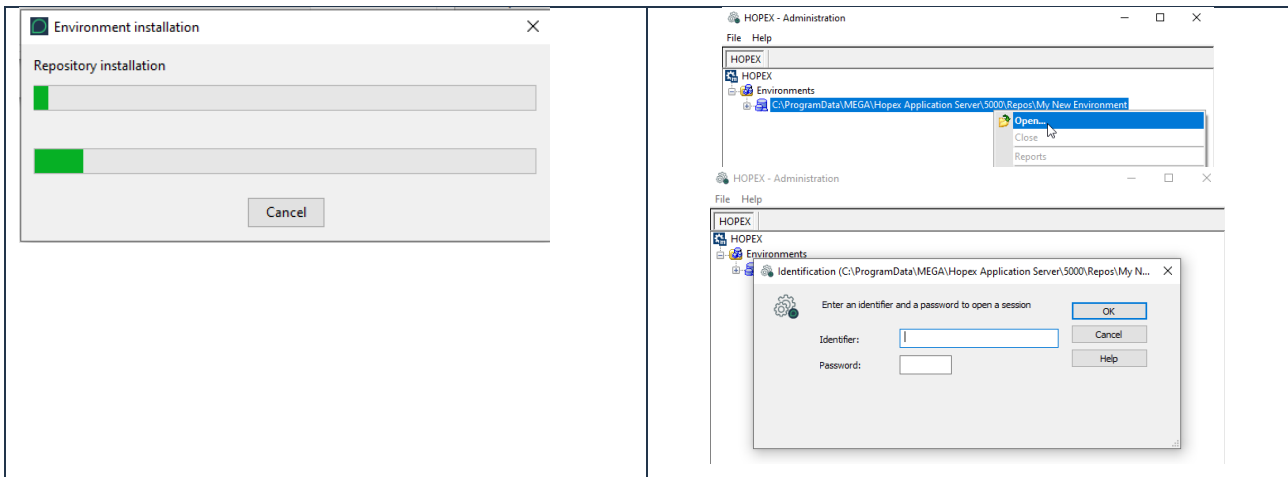 Environment installation
Repository installation
Cancel
HOPEX - Administration
File Help
HOPEX
HOPEX
Environments
C:\ProgramData\MEGA\Hopex Application Server\5000\Repos\My New Environment
Open...
Close
Reports
HOPEX - Administration
File Help
HOPEX
HOPEX
Environments
Identification (C:\ProgramData\MEGA\Hopex Application Server\5000\Repos\My N...
Enter an identifier and a password to open a session
OK
Identifier:
Cancel
Help
Password: